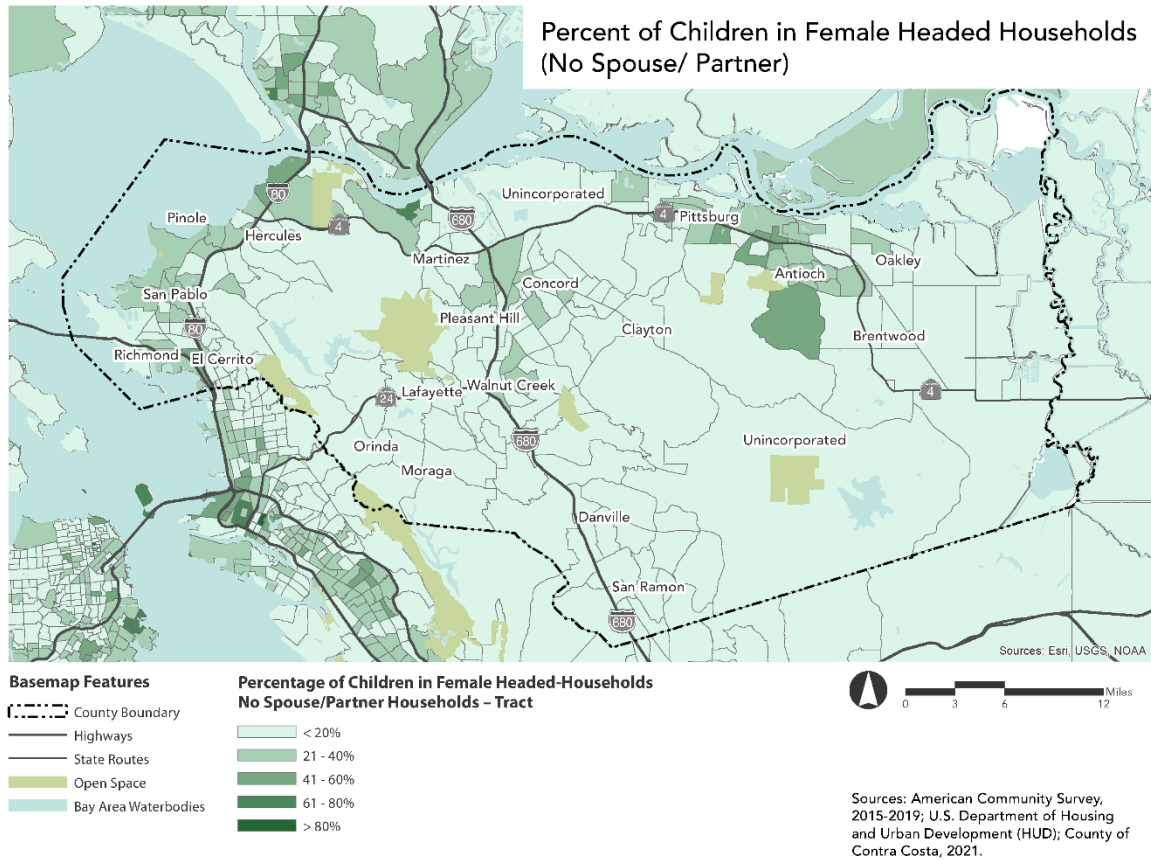 Percent of Children in Female Headed Households
(No Spouse/ Partner)
Unincorporated
80
Pinole
4
Pittsburg
680
Hercules
4
Martinez
Oakley
Antioch
Concord
San Pablo
Pleasant Hill
80
Clayton
Brentwood
Richmond
El Cerrito
Walnut Creek
Lafayette
24
4
680
Unincorporated
Orinda
Moraga
Danville
San Ramon
680
Sources: Esri, USGS, NOAA
Basemap Features
County Boundary
Highways
State Routes
Open Space
Bay Area Waterbodies
Percentage of Children in Female Headed-Households
No Spouse/Partner Households – Tract
< 20%
21 - 40%
41 - 60%
61 - 80%
> 80%
Miles
0 3 6 12
Sources: American Community Survey,
2015-2019; U.S. Department of Housing
and Urban Development (HUD); County of
Contra Costa, 2021.